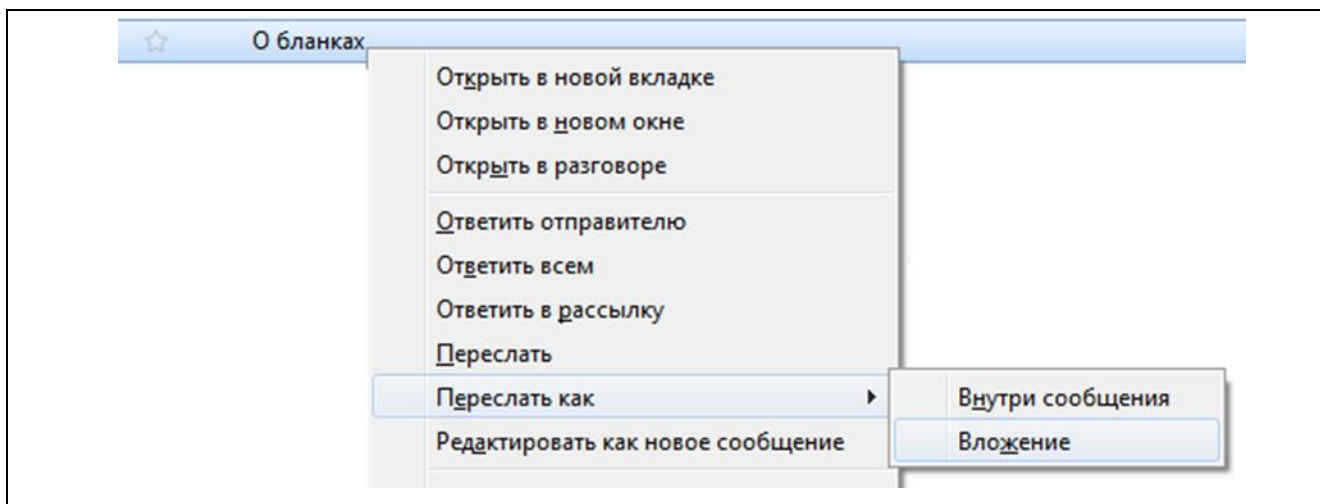 О бланках
Открыть в новой вкладке
Открыть в новом окне
Открыть в разговоре
Ответить отправителю
Ответить всем
Ответить в рассылку
Переслать
Переслать как
Внутри сообщения
Редактировать как новое сообщение
Вложение